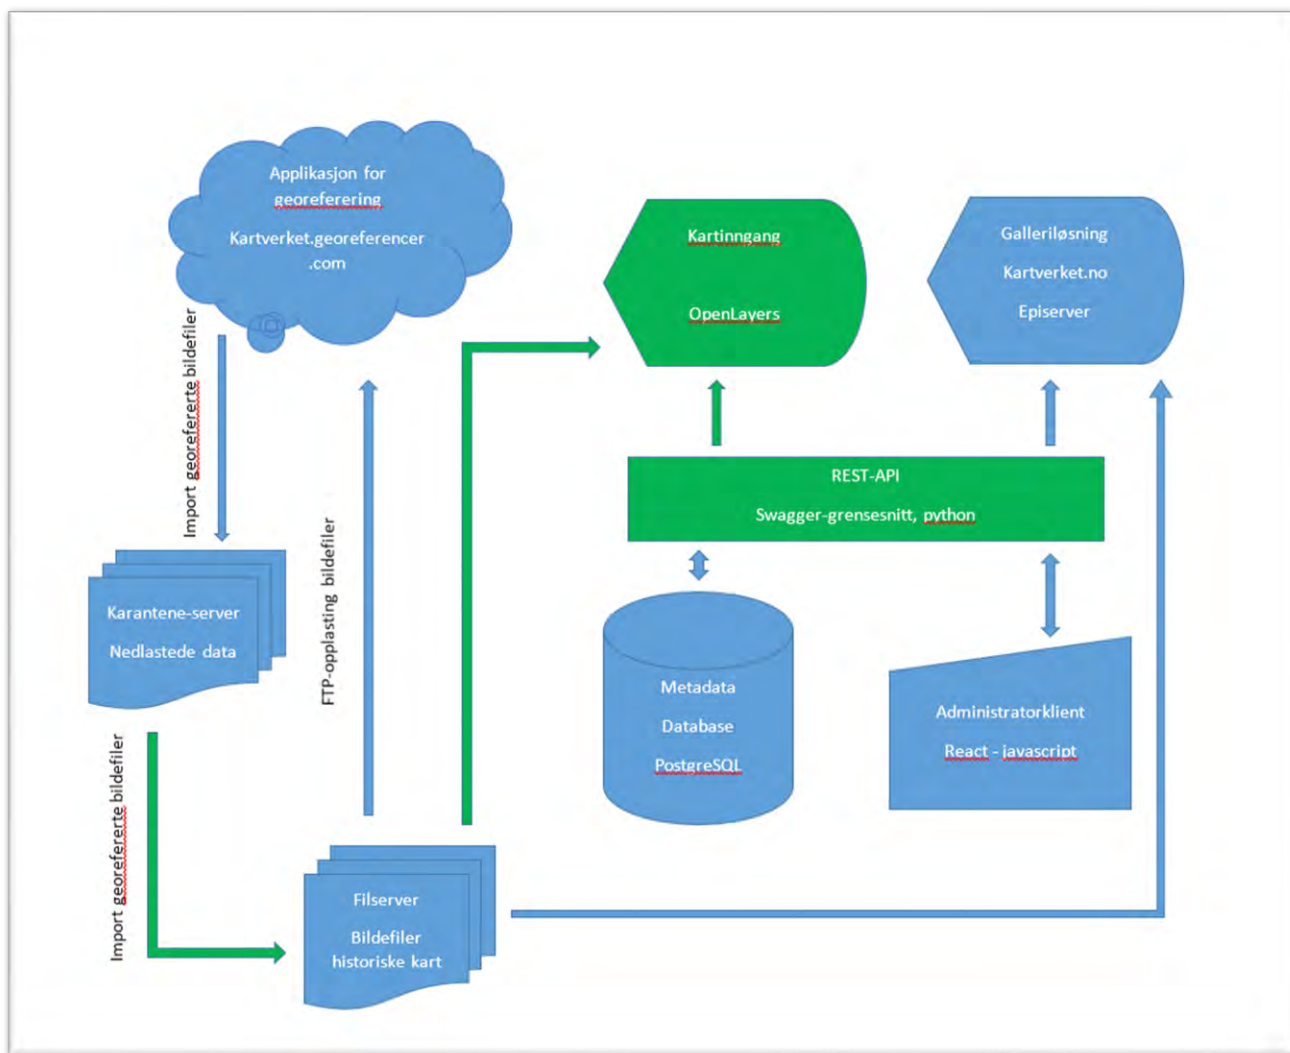 Applikasjon for
georeferering
Kartverket.georeferencer
.com
Kartinngang
OpenLayers
Galleriløsning
Kartverket.no
Episerver
Import georefererte bildefiler
FTP-opplasting bildefiler
REST-API
Swagger-grensesnitt, python
Karantene-server
Nedlastede data
Metadata
Database
PostgreSQL
Administratorklient
React - javascript
Import georefererte bildefiler
Filserver
Bildefiler
historiske kart